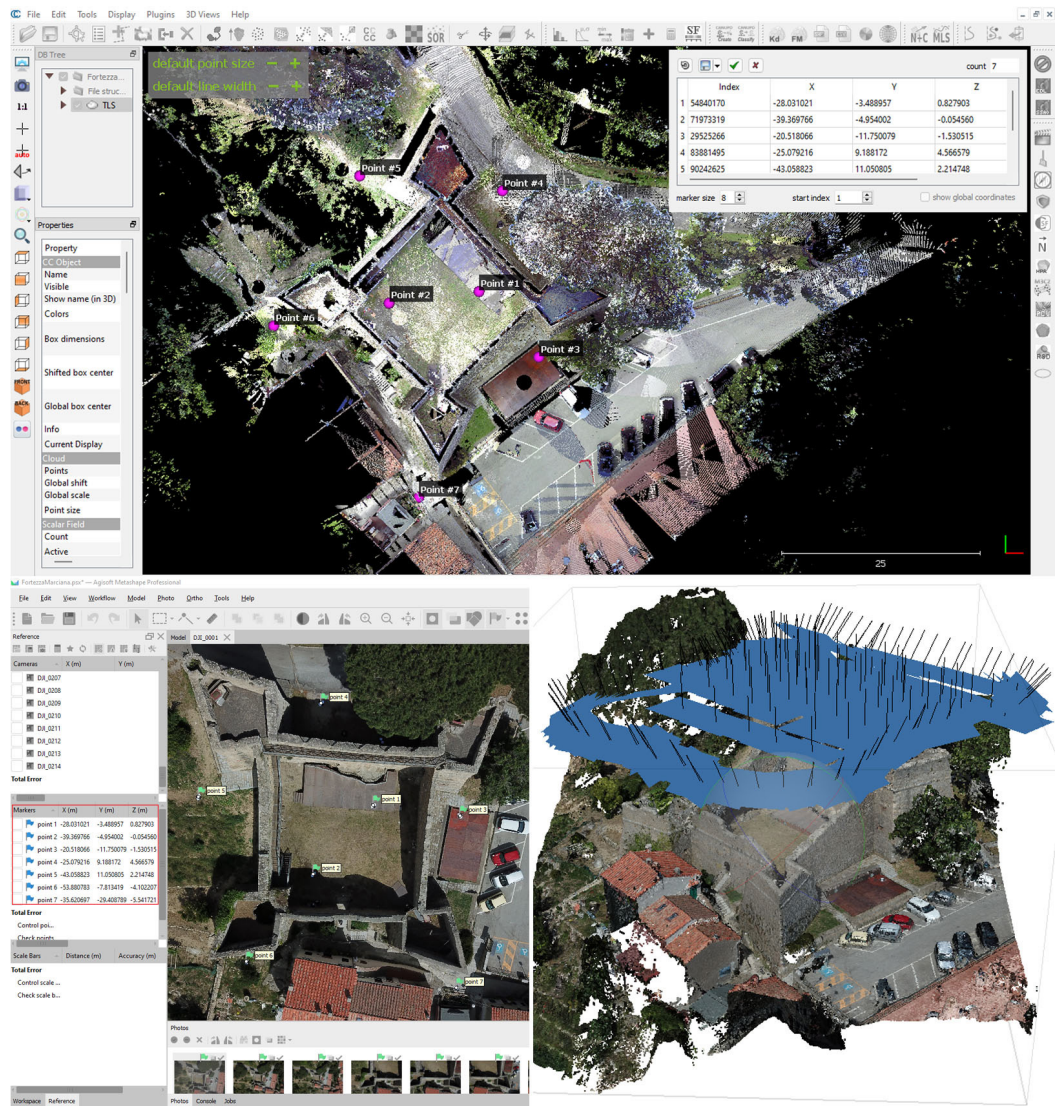 File Edit Tools Display Plugins 3D Views Help
SOR
SF
Kd FM
N+C MLS
DB Tree
Fortezza...
File struc...
TLS
1:1
auto
default point size − +
default line width − +
count 7
Index X Y Z
1 54840170 -28.031021 -3.488957 0.827903
2 71973319 -39.369766 -4.954002 -0.054560
3 29525266 -20.518066 -11.750079 -1.530515
4 83881495 -25.079216 9.188172 4.566579
5 90242625 -43.058823 11.050805 2.214748
marker size 8 start index 1 show global coordinates
Properties
Property
CC Object
Name
Visible
Show name (in 3D)
Colors
Box dimensions
Shifted box center
Global box center
Info
Current Display
Cloud
Points
Global shift
Global scale
Point size
Scalar Field
Count
Active
FRONT
BACK
N
Point #5
Point #4
Point #1
Point #2
Point #6
Point #3
Point #7
25
FortezzaMarciana.psx* — Agisoft Metashape Professional
File Edit View Workflow Model Photo Ortho Tools Help
Reference
Model DJI_0001
Cameras X (m) Y (m)
DJI_0207
DJI_0208
DJI_0209
DJI_0210
DJI_0211
DJI_0212
DJI_0213
DJI_0214
Total Error
Markers X (m) Y (m) Z (m)
point 1 -28.031021 -3.488957 0.827903
point 2 -39.369766 -4.954002 -0.054560
point 3 -20.518066 -11.750079 -1.530515
point 4 -25.079216 9.188172 4.566579
point 5 -43.058823 11.050805 2.214748
point 6 -53.880783 -7.813419 -4.102207
point 7 -35.620697 -29.408789 -3.541721
Total Error
Control poi...
Check points
Scale Bars Distance (m) Accuracy (m)
Total Error
Control scale ...
Check scale b...
Workspace Reference
point 4
point 5
point 1
point 3
point 2
point 6
point 7
Photos
Photos Console Jobs